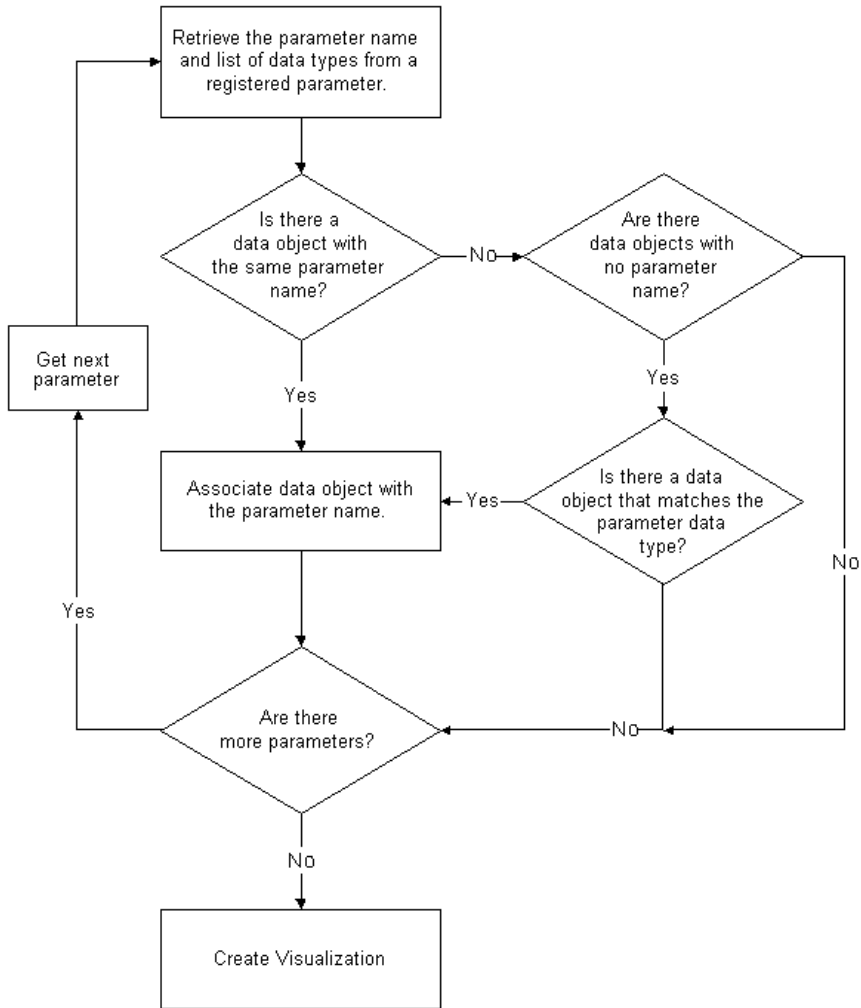 Retrieve the parameter name
and list of data types from a
registered parameter.
Is there a
data object with
the same parameter
name?
No
Are there
data objects with
no parameter
name?
Get next
parameter
Yes
Yes
Associate data object with
the parameter name.
Yes
Is there a data
object that matches the
parameter data
type?
No
Yes
Are there
more parameters?
No
No
Create Visualization